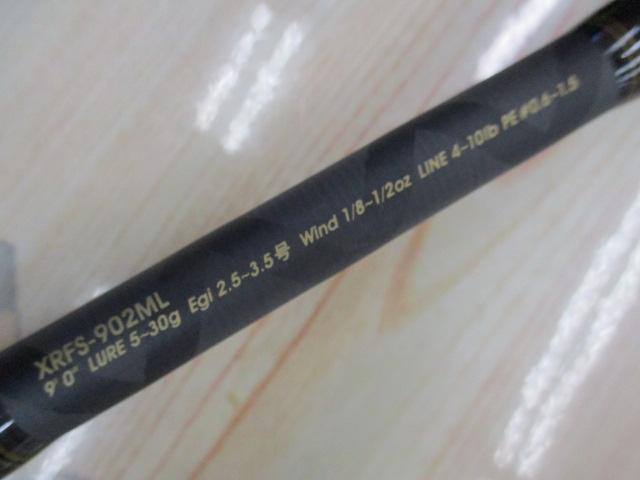 XRFS-902ML
9'0" LURE 5~30g Egi 2.5~3.5号 Wind 1/8~1/2oz LINE 4~10lb PE #0.6~1.5